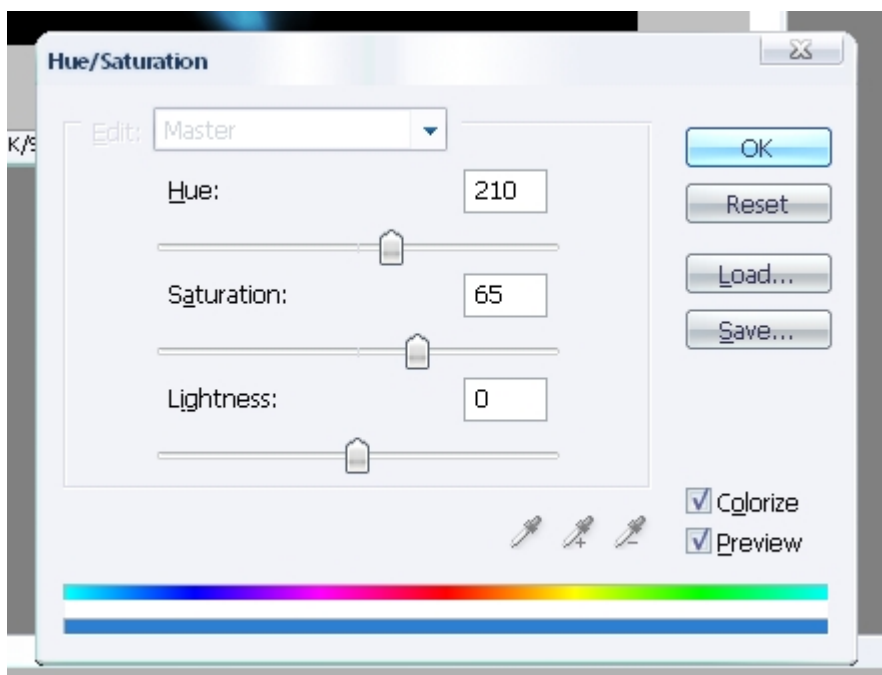 Hue/Saturation
K/
Edit: Master
OK
Hue: 210
Reset
Load...
Saturation: 65
Save...
Lightness: 0
Colorize
Preview